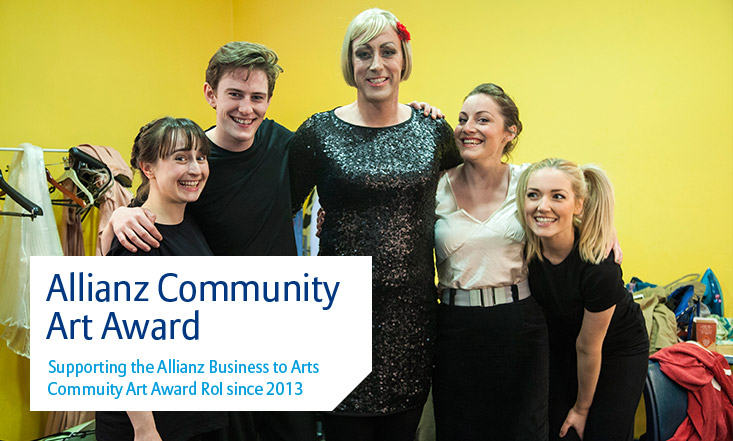 Allianz Community
Art Award
Supporting the Allianz Business to Arts
Commuity Art Award RoI since 2013